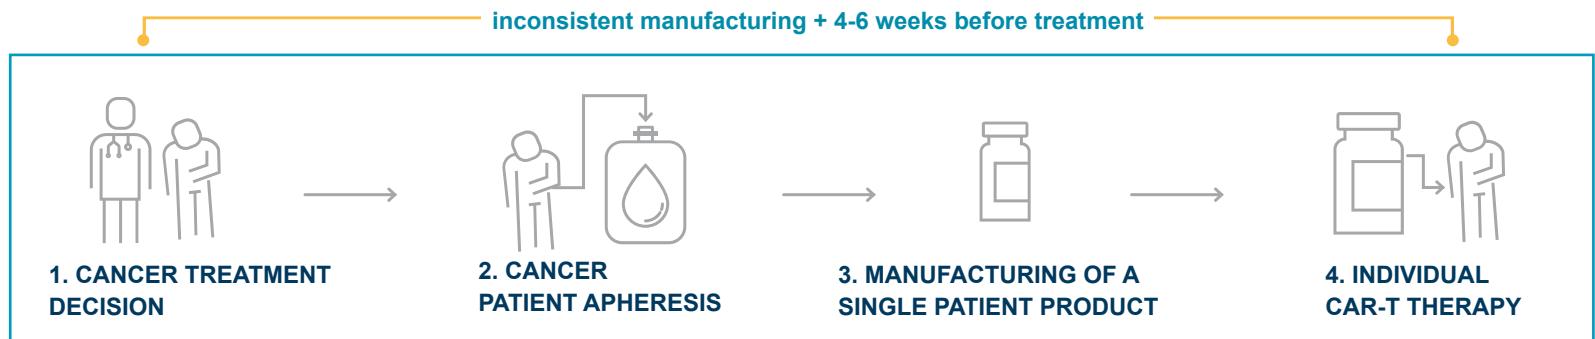 inconsistent manufacturing + 4-6 weeks before treatment
1. CANCER TREATMENT
DECISION
2. CANCER
PATIENT APHERESIS
3. MANUFACTURING OF A
SINGLE PATIENT PRODUCT
4. INDIVIDUAL
CAR-T THERAPY